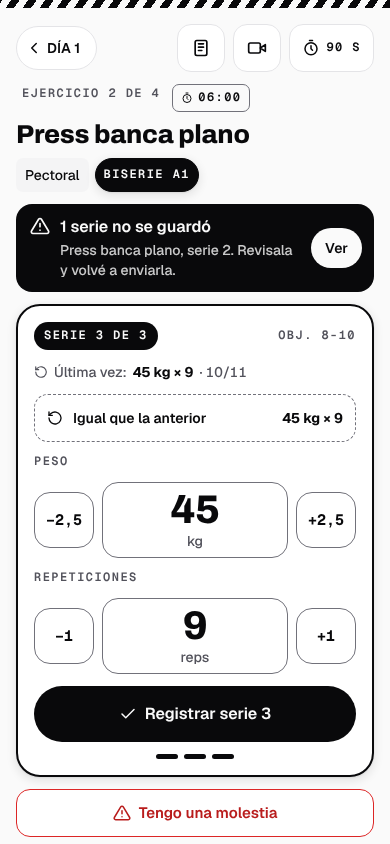 DÍA 1
90 S
EJERCICIO 2 DE 4
06:00
Press banca plano
Pectoral
BISERIE A1
1 serie no se guardó
Press banca plano, serie 2. Revisala
y volvé a enviarla.
Ver
SERIE 3 DE 3
OBJ. 8-10
Última vez: 45 kg × 9 · 10/11
Igual que la anterior
45 kg × 9
PESO
−2,5
45
kg
+2,5
REPETICIONES
−1
9
reps
+1
Registrar serie 3
Tengo una molestia